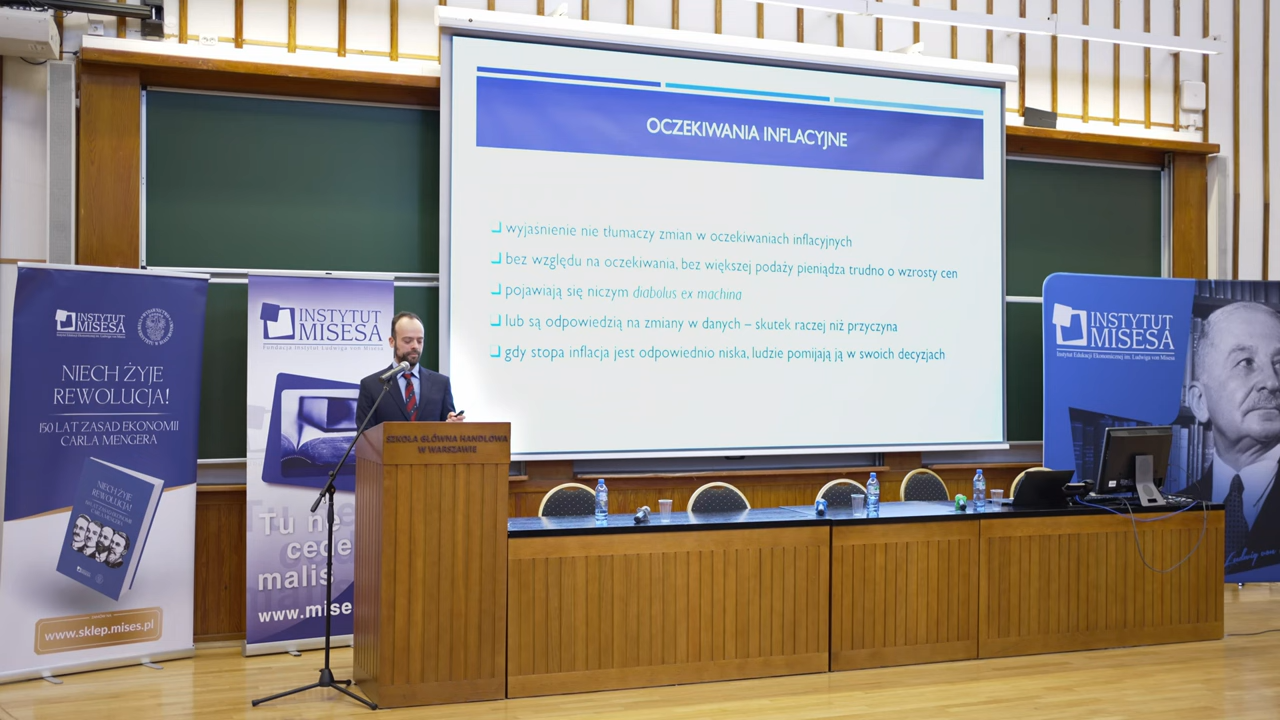 OCZEKIWANIA INFLACYJNE
wyjaśnienie nie tłumaczy zmian w oczekiwaniach inflacyjnych
bez względu na oczekiwania, bez większej podaży pieniądza trudno o wzrosty cen
pojawiają się niczym diabolus ex machina
lub są odpowiedzią na zmiany w danych – skutek raczej niż przyczyna
gdy stopa inflacja jest odpowiednio niska, ludzie pomijają ją w swoich decyzjach
INSTYTUT
MISESA
NIECH ŻYJE
REWOLUCJA!
150 LAT ZASAD EKONOMII
CARLA MENGERA
NIECH ŻYJE
REWOLUCJA!
www.sklep.mises.pl
INSTYTUT
MISESA
Fundacja Instytut Ludwiga von Misesa
Tu ne
cede
malis
www.mise
SZKOŁA GŁÓWNA HANDLOWA
W WARSZAWIE
INSTYTUT
MISESA
Instytut Edukacji Ekonomicznej im. Ludwiga von Misesa